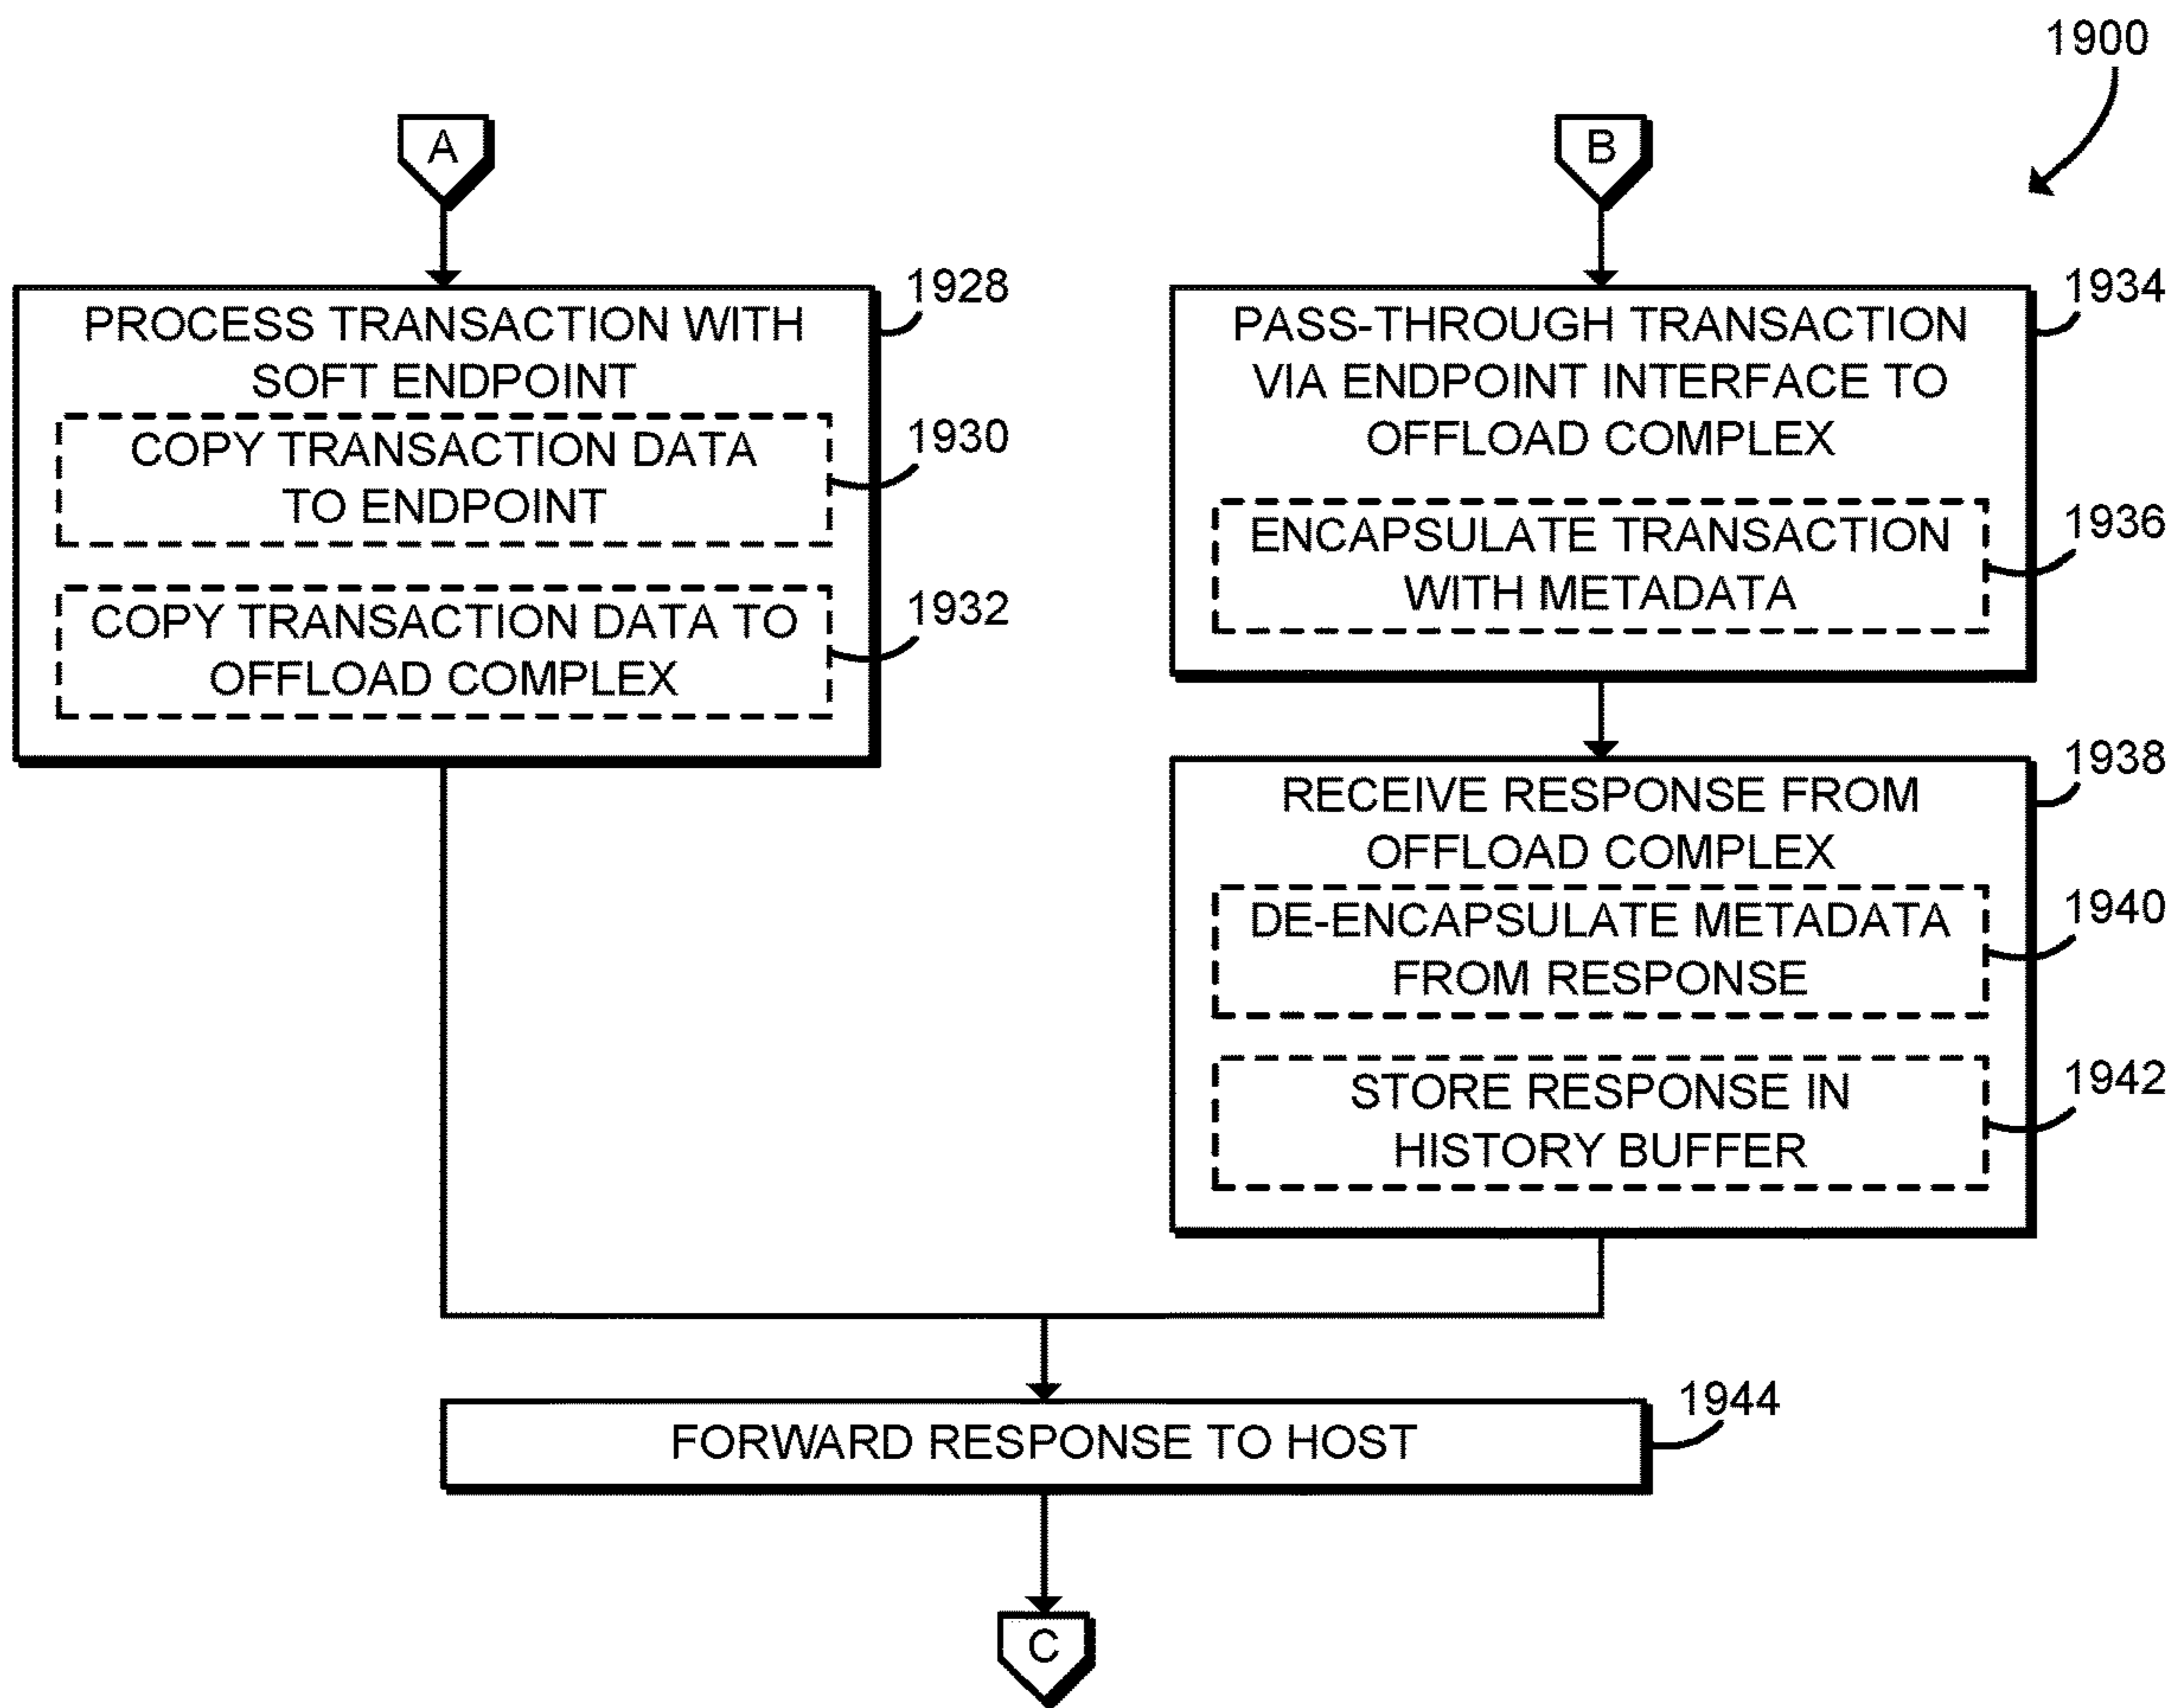 1900
A
B
1928
PROCESS TRANSACTION WITH
SOFT ENDPOINT
1930
COPY TRANSACTION DATA
TO ENDPOINT
1932
COPY TRANSACTION DATA TO
OFFLOAD COMPLEX
1934
PASS-THROUGH TRANSACTION
VIA ENDPOINT INTERFACE TO
OFFLOAD COMPLEX
1936
ENCAPSULATE TRANSACTION
WITH METADATA
1938
RECEIVE RESPONSE FROM
OFFLOAD COMPLEX
1940
DE-ENCAPSULATE METADATA
FROM RESPONSE
1942
STORE RESPONSE IN
HISTORY BUFFER
1944
FORWARD RESPONSE TO HOST
C